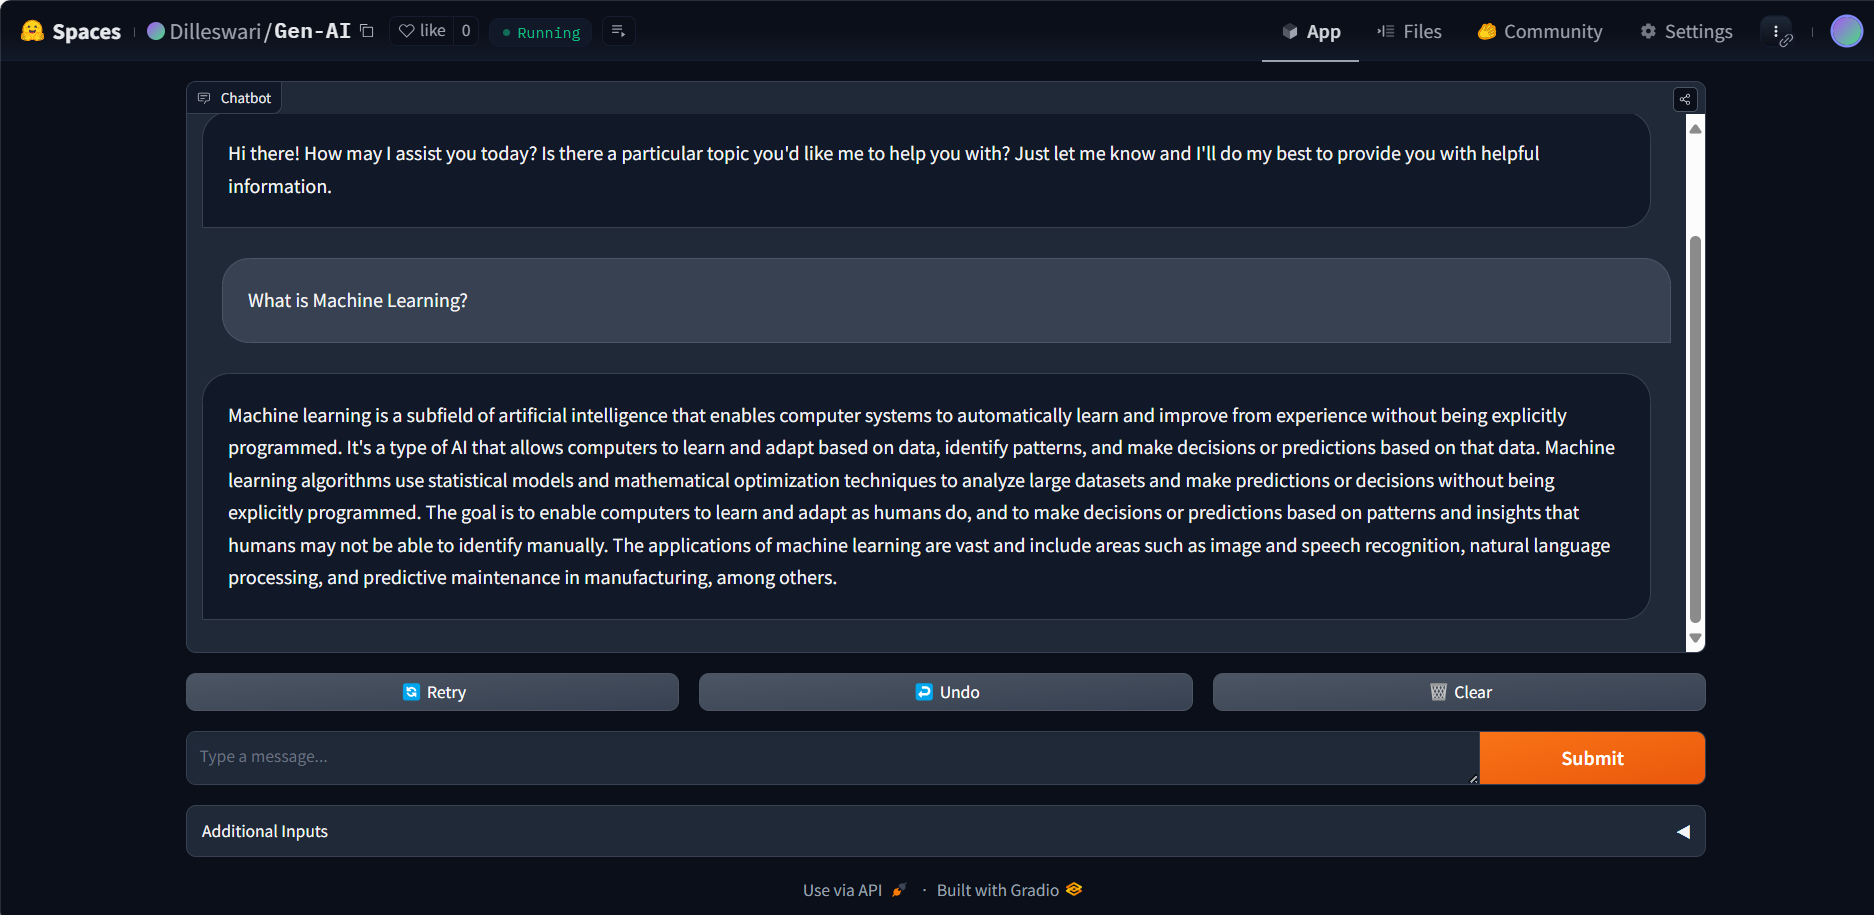 Spaces
Dilleswari/Gen-AI
like 0
Running
App
Files
Community
Settings
Chatbot
Hi there! How may I assist you today? Is there a particular topic you'd like me to help you with? Just let me know and I'll do my best to provide you with helpful
information.
What is Machine Learning?
Machine learning is a subfield of artificial intelligence that enables computer systems to automatically learn and improve from experience without being explicitly
programmed. It's a type of AI that allows computers to learn and adapt based on data, identify patterns, and make decisions or predictions based on that data. Machine
learning algorithms use statistical models and mathematical optimization techniques to analyze large datasets and make predictions or decisions without being
explicitly programmed. The goal is to enable computers to learn and adapt as humans do, and to make decisions or predictions based on patterns and insights that
humans may not be able to identify manually. The applications of machine learning are vast and include areas such as image and speech recognition, natural language
processing, and predictive maintenance in manufacturing, among others.
Retry
Undo
Clear
Type a message...
Submit
Additional Inputs
Use via API · Built with Gradio